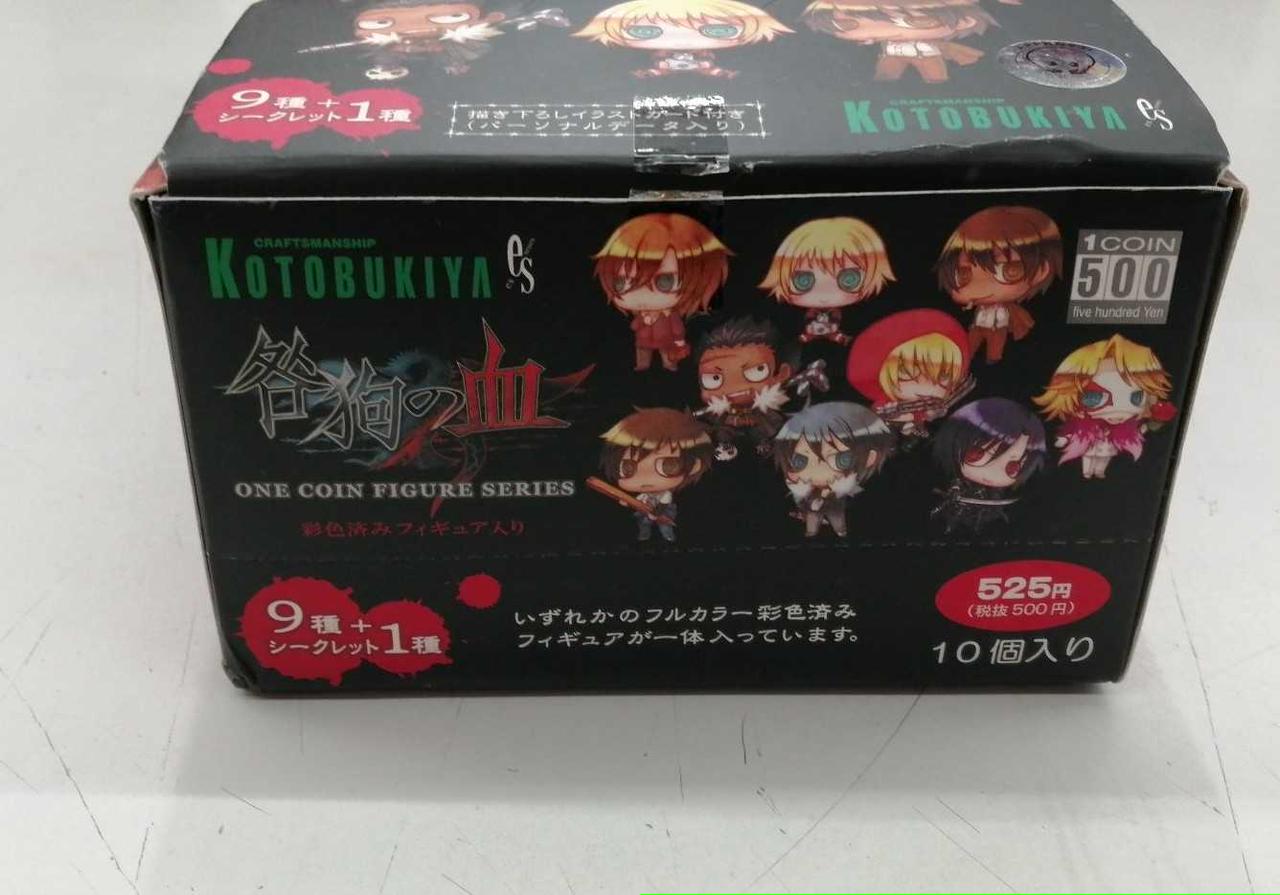 9種+
シークレット1種
描き下ろしイラストカード付き
(パーソナルデータ入り)
CRAFTSMANSHIP
KOTOBUKIYA es
CRAFTSMANSHIP
KOTOBUKIYA es
1COIN
500
five hundred Yen
咎狗の血
ONE COIN FIGURE SERIES
彩色済みフィギュア入り
9種+
シークレット1種
いずれかのフルカラー彩色済み
フィギュアが一体入っています。
525円
(税抜500円)
10個入り